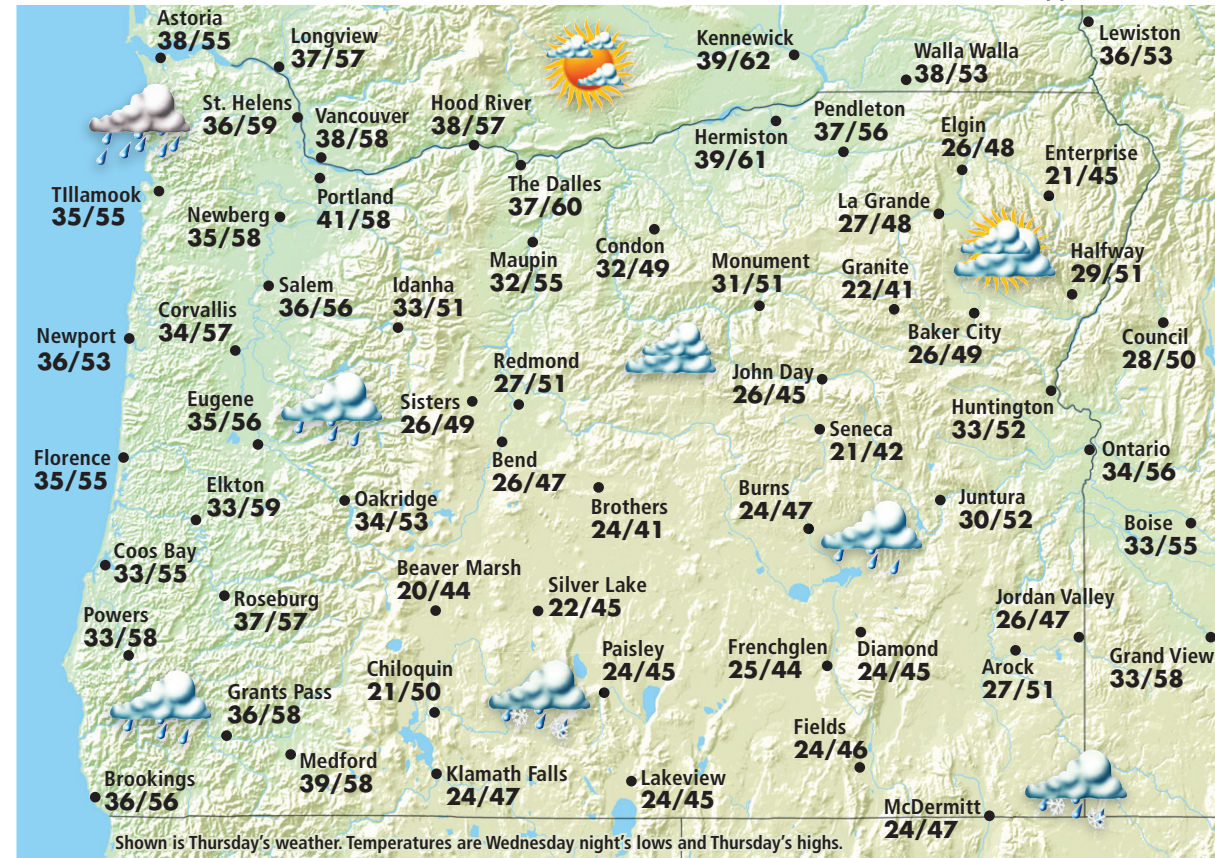 Astoria
38/55
Longview
37/57
Kennewick
39/62
Walla Walla
38/53
Lewiston
36/53
St. Helens
36/59
Vancouver
38/58
Hood River
38/57
Hermiston
39/61
Pendleton
37/56
Elgin
26/48
Enterprise
21/45
TIllamook
35/55
Portland
41/58
Newberg
35/58
The Dalles
37/60
La Grande
27/48
Maupin
32/55
Condon
32/49
Monument
31/51
Granite
22/41
Halfway
29/51
Salem
36/56
Idanha
33/51
Corvallis
34/57
Newport
36/53
Baker City
26/49
Council
28/50
Redmond
27/51
John Day
26/45
Eugene
35/56
Sisters
26/49
Huntington
33/52
Seneca
21/42
Florence
35/55
Bend
26/47
Ontario
34/56
Elkton
33/59
Oakridge
34/53
Brothers
24/41
Burns
24/47
Juntura
30/52
Boise
33/55
Coos Bay
33/55
Beaver Marsh
20/44
Silver Lake
22/45
Roseburg
37/57
Powers
33/58
Jordan Valley
26/47
Paisley
24/45
Frenchglen
25/44
Diamond
24/45
Arock
27/51
Grand View
33/58
Chiloquin
21/50
Grants Pass
36/58
Fields
24/46
Medford
39/58
Brookings
36/56
Klamath Falls
24/47
Lakeview
24/45
McDermitt
24/47
Shown is Thursday's weather. Temperatures are Wednesday night's lows and Thursday's highs.